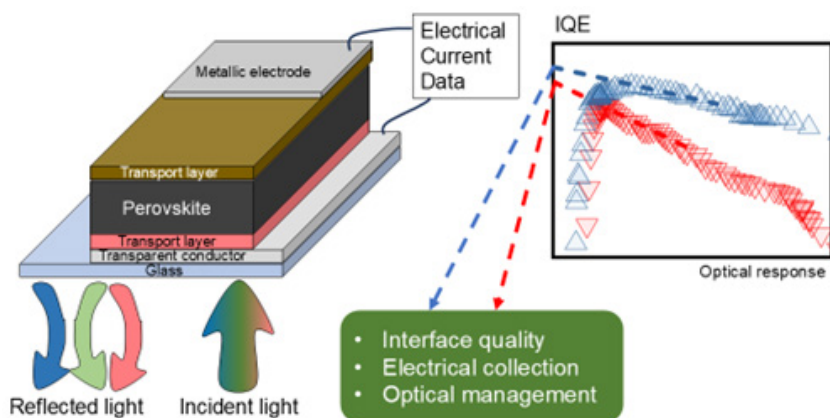 Metallic electrode
Transport layer
Perovskite
Transport layer
Transparent conductor
Glass
Reflected light
Incident light
Electrical
Current
Data
IQE
Optical response
• Interface quality
• Electrical collection
• Optical management